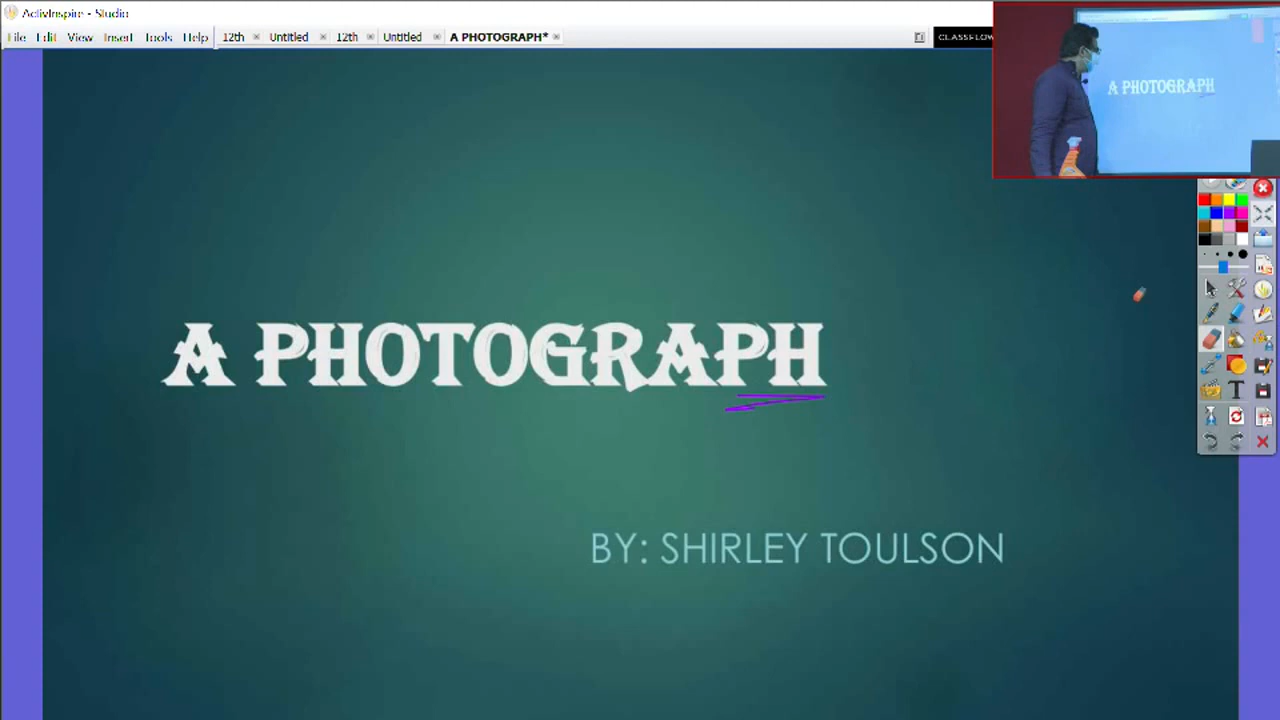 ActivInspire - Studio
File Edit View Insert Tools Help 12th Untitled 12th Untitled A PHOTOGRAPH* CLASSFLOW
A PHOTOGRAPH
A PHOTOGRAPH
BY: SHIRLEY TOULSON